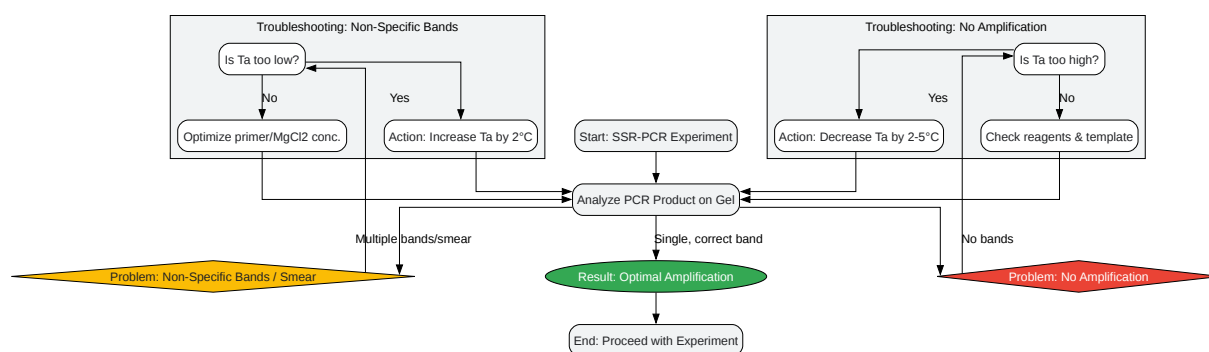 Troubleshooting: Non-Specific Bands
Troubleshooting: No Amplification
Is Ta too low?
Is Ta too high?
No
Yes
Yes
No
Optimize primer/MgCl2 conc.
Action: Increase Ta by 2°C
Start: SSR-PCR Experiment
Action: Decrease Ta by 2-5°C
Check reagents & template
Analyze PCR Product on Gel
Multiple bands/smear
Single, correct band
No bands
Problem: Non-Specific Bands / Smear
Result: Optimal Amplification
Problem: No Amplification
End: Proceed with Experiment